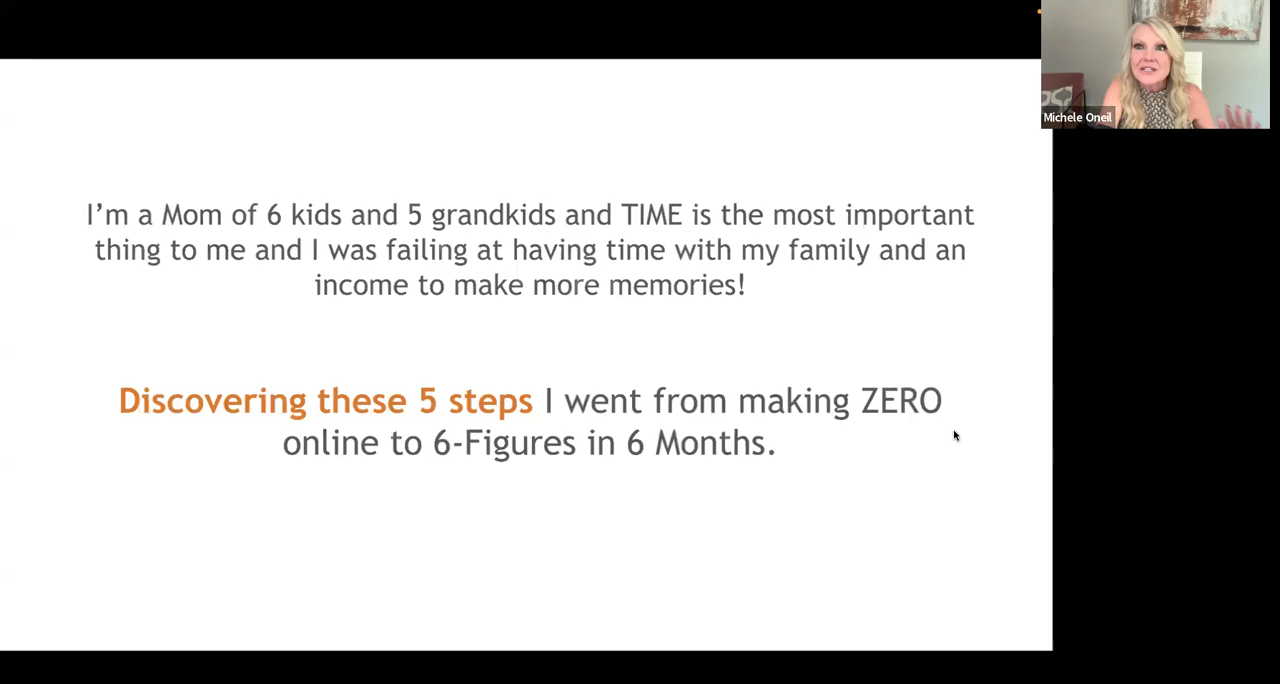 Michele Oneil
I’m a Mom of 6 kids and 5 grandkids and TIME is the most important
thing to me and I was failing at having time with my family and an
income to make more memories!
Discovering these 5 steps I went from making ZERO
online to 6-Figures in 6 Months.